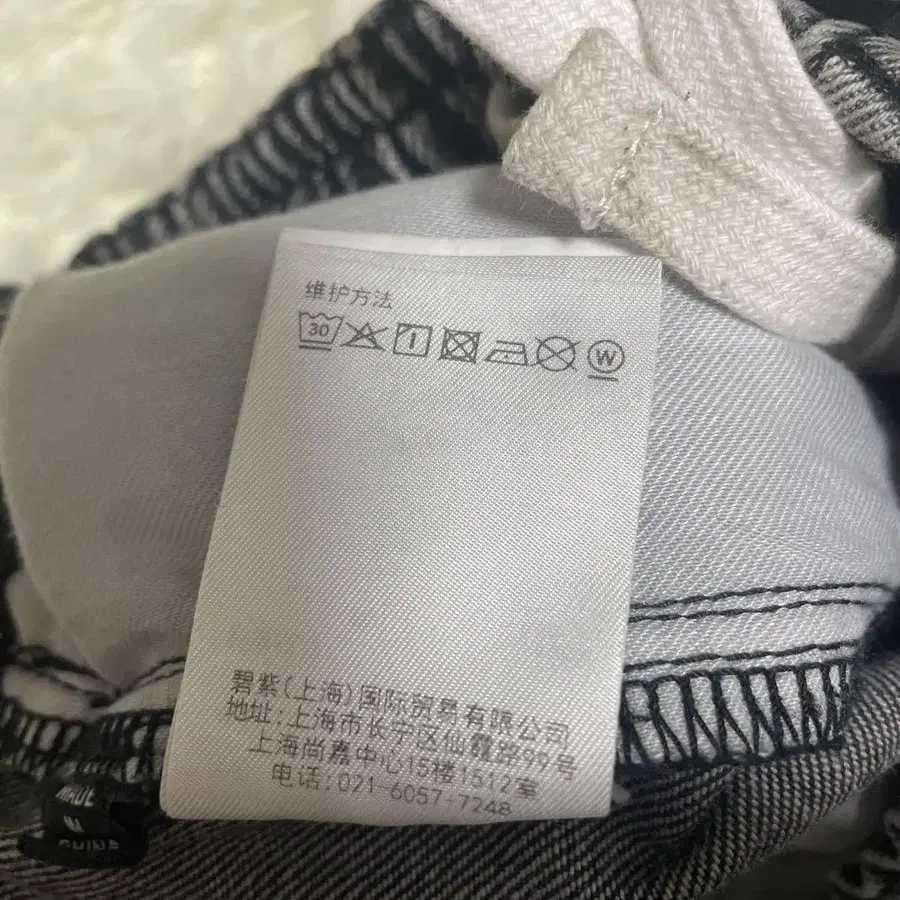 维护方法
30
W
碧紫(上海)国际贸易有限公司
地址:上海市长宁区仙霞路99号
上海尚嘉中心15楼1512室
电话:021-6057-7248
MADE
IN
CHINA